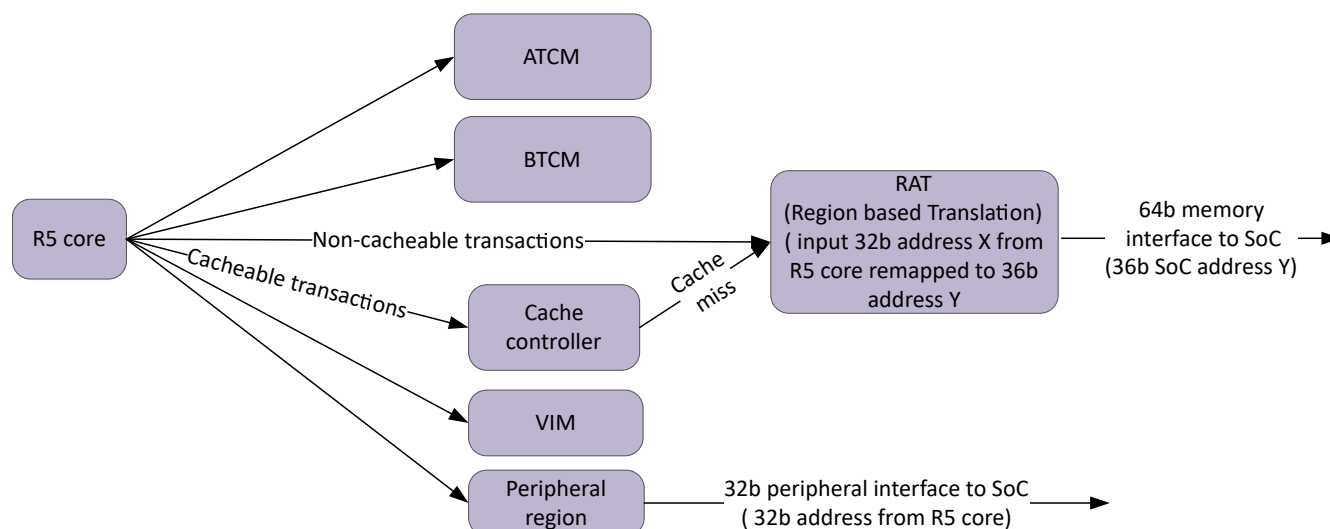 ATCM
BTCM
R5 core
Non-cacheable transactions
Cacheable transactions
Cache
controller
Cache
miss
RAT
(Region based Translation)
( input 32b address X from
R5 core remapped to 36b
address Y
64b memory
interface to SoC
(36b SoC address Y)
VIM
Peripheral
region
32b peripheral interface to SoC
( 32b address from R5 core)